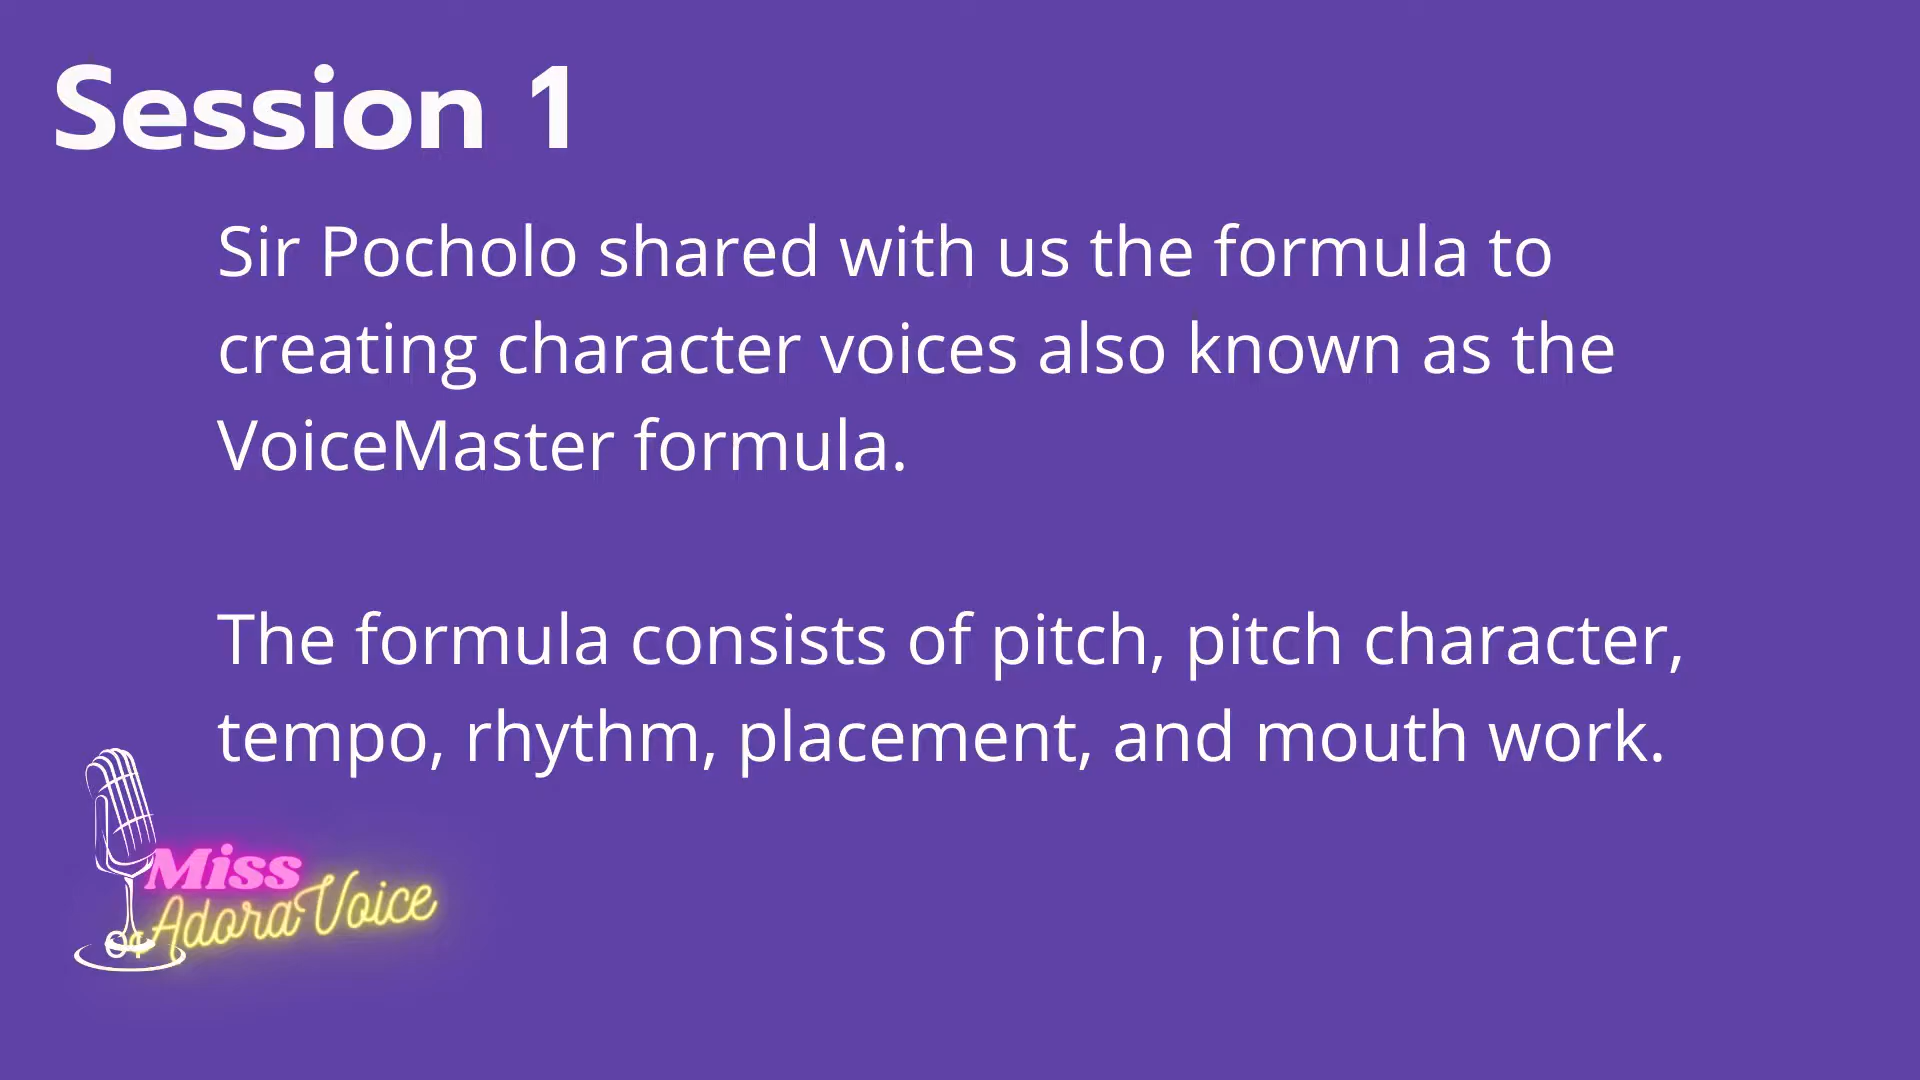 Session 1
Sir Pocholo shared with us the formula to
creating character voices also known as the
VoiceMaster formula.
The formula consists of pitch, pitch character,
tempo, rhythm, placement, and mouth work.
Miss
AdoraVoice